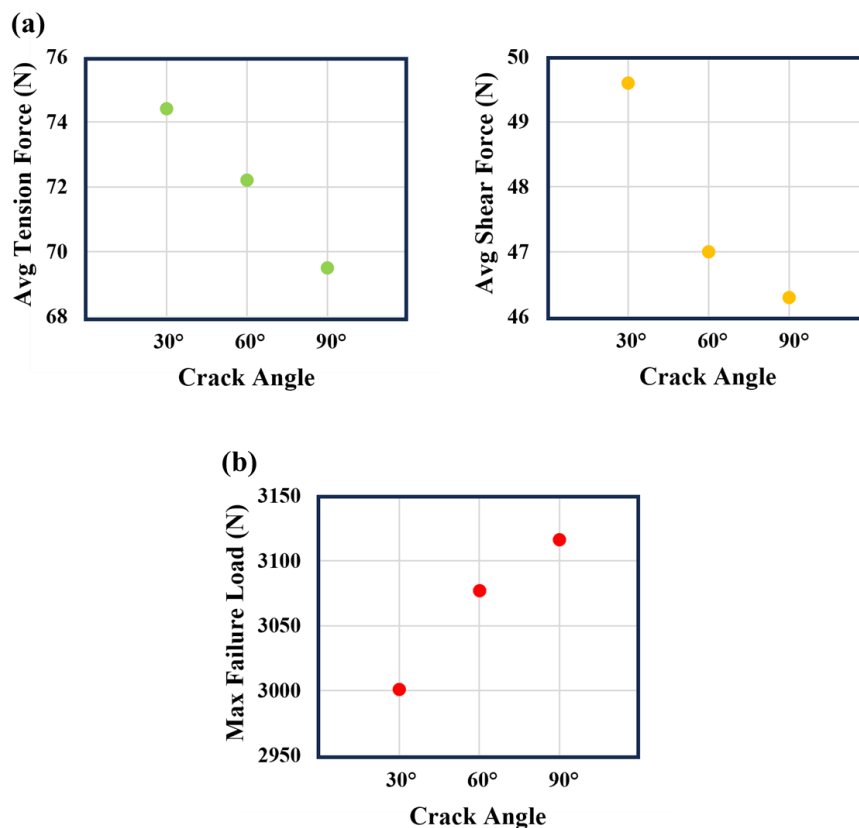 (a)
Avg Tension Force (N)
76
74
72
70
68
30° 60° 90°
Crack Angle
Avg Shear Force (N)
50
49
48
47
46
30° 60° 90°
Crack Angle
(b)
Max Failure Load (N)
3150
3100
3050
3000
2950
30° 60° 90°
Crack Angle